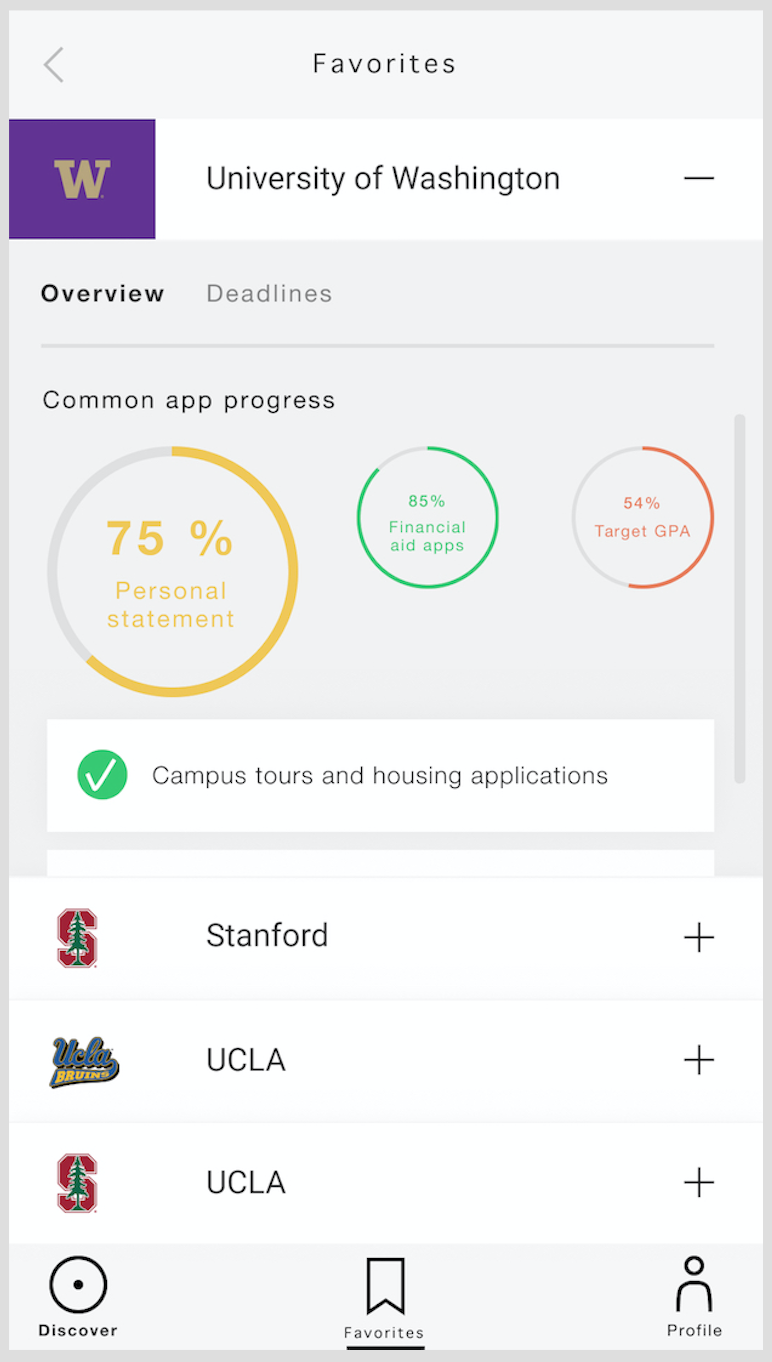 Favorites
W
University of Washington
Overview Deadlines
Common app progress
75 %
Personal
statement
85%
Financial
aid apps
54%
Target GPA
Campus tours and housing applications
S
Stanford
Ucla
BRUINS
UCLA
S
UCLA
Discover
Favorites
Profile